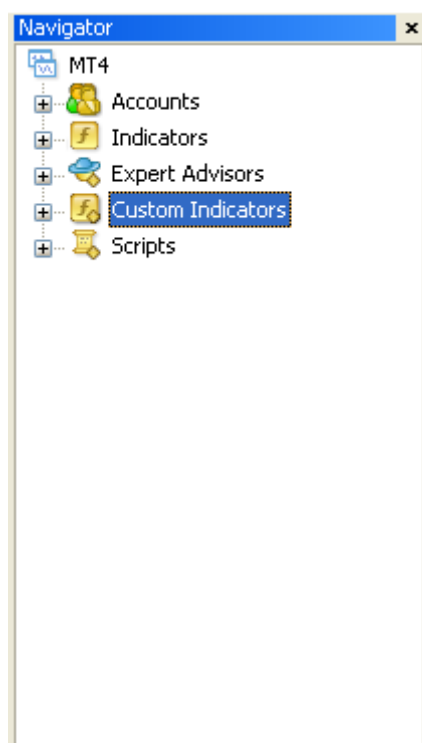 Navigator
MT4
Accounts
Indicators
Expert Advisors
Custom Indicators
Scripts